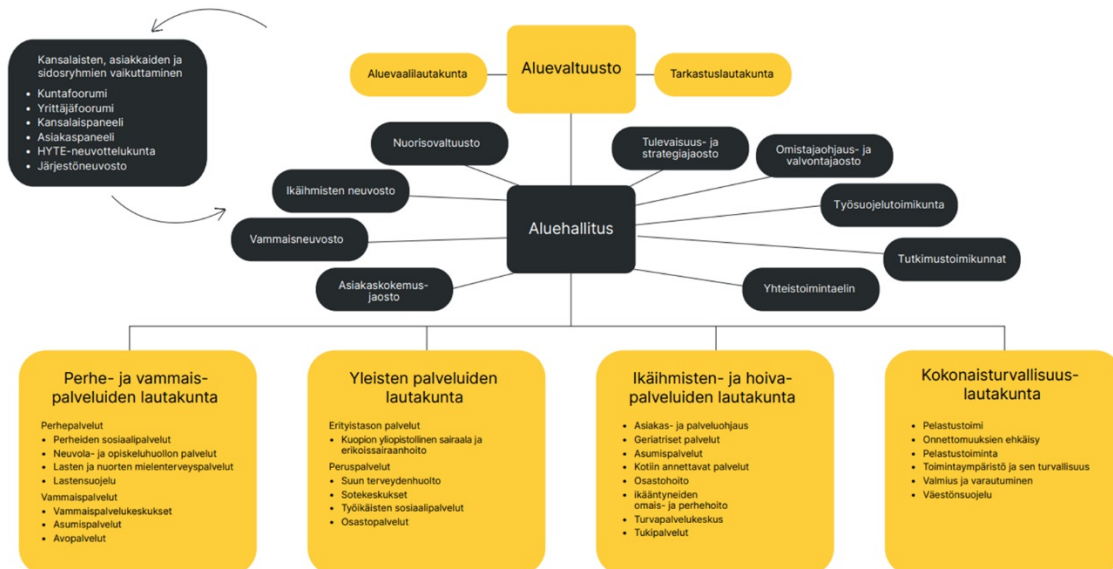 Kansalaisten, asiakkaiden ja
sidosryhmien vaikuttaminen
• Kuntafoorumi
• Yrittäjäfoorumi
• Kansalaispaneeli
• Asiakaspaneeli
• HYTE-neuvottelukunta
• Järjestöneuvosto
Aluevaalilautakunta
Aluevaltuusto
Tarkastuslautakunta
Nuorisovaltuusto
Tulevaisuus- ja
strategiajaosto
Omistajaohjaus- ja
valvontajaosto
Ikäihmisten neuvosto
Työsuojelutoimikunta
Aluehallitus
Vammaisneuvosto
Tutkimustoimikunnat
Asiakaskokemus-
jaosto
Yhteistoimintaelin
Perhe- ja vammais-
palveluiden lautakunta
Perhepalvelut
• Perheiden sosiaalipalvelut
• Neuvola- ja opiskeluhuollon palvelut
• Lasten ja nuorten mielenterveyspalvelut
• Lastensuojelu
Vammaispalvelut
• Vammaispalvelukeskukset
• Asumispalvelut
• Avopalvelut
Yleisten palveluiden
lautakunta
Erityistason palvelut
• Kuopion yliopistollinen sairaala ja
erikoissairaanhoito
Peruspalvelut
• Suun terveydenhuolto
• Sotekeskukset
• Työikäisten sosiaalipalvelut
• Osastopalvelut
Ikäihmisten- ja hoiva-
palveluiden lautakunta
• Asiakas- ja palveluohjaus
• Geriatriset palvelut
• Asumispalvelut
• Kotiin annettavat palvelut
• Osastohoito
• ikääntyneiden
omais- ja perhehoito
• Turvapalvelukeskus
• Tukipalvelut
Kokonaisturvallisuus-
lautakunta
• Pelastustoimi
• Onnettomuuksien ehkäisy
• Pelastustoiminta
• Toimintaympäristö ja sen turvallisuus
• Valmius ja varautuminen
• Väestönsuojelu